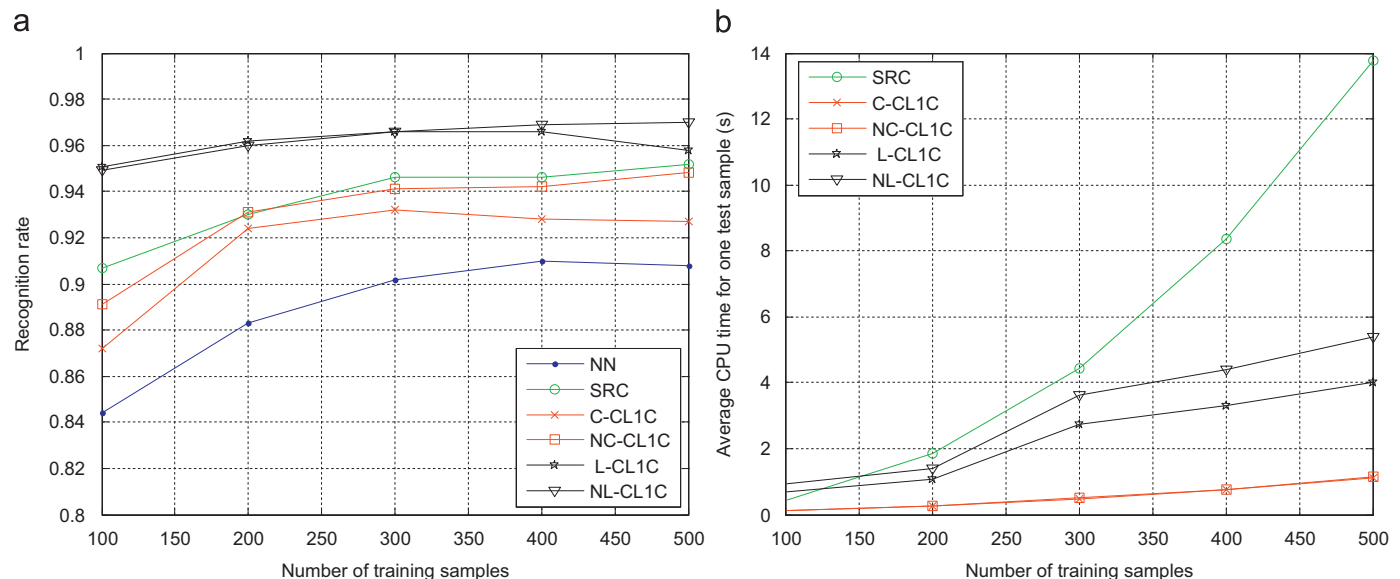 a
1
0.98
0.96
0.94
0.92
0.9
0.88
0.86
0.84
0.82
0.8
Recognition rate
NN
SRC
C-CL1C
NC-CL1C
L-CL1C
NL-CL1C
100 150 200 250 300 350 400 450 500
Number of training samples
b
14
12
10
8
6
4
2
0
Average CPU time for one test sample (s)
SRC
C-CL1C
NC-CL1C
L-CL1C
NL-CL1C
100 150 200 250 300 350 400 450 500
Number of training samples